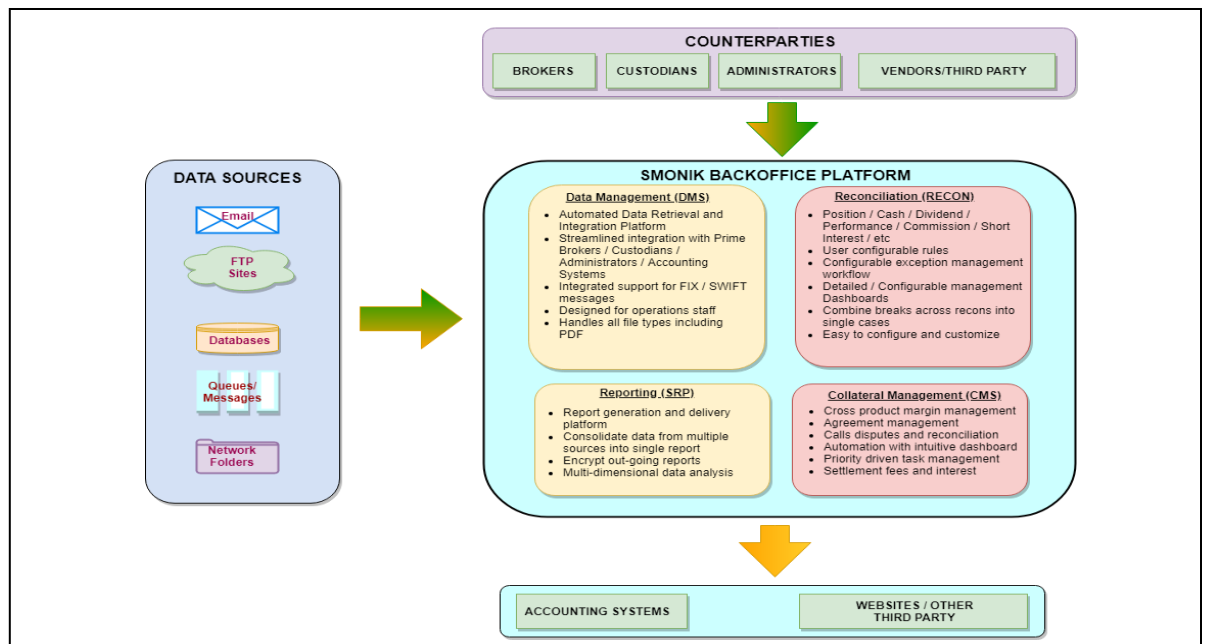 COUNTERPARTIES
BROKERS
CUSTODIANS
ADMINISTRATORS
VENDORS/THIRD PARTY
DATA SOURCES
Email
FTP
Sites
Databases
Queues/
Messages
Network
Folders
SMONIK BACKOFFICE PLATFORM
Data Management (DMS)
• Automated Data Retrieval and
Integration Platform
• Streamlined integration with Prime
Brokers / Custodians /
Administrators / Accounting
Systems
• Integrated support for FIX / SWIFT
messages
• Designed for operations staff
• Handles all file types including
PDF
Reconciliation (RECON)
• Position / Cash / Dividend /
Performance / Commission / Short
Interest / etc
• User configurable rules
• Configurable exception management
workflow
• Detailed / Configurable management
Dashboards
• Combine breaks across recons into
single cases
• Easy to configure and customize
Reporting (SRP)
• Report generation and delivery
platform
• Consolidate data from multiple
sources into single report
• Encrypt out-going reports
• Multi-dimensional data analysis
Collateral Management (CMS)
• Cross product margin management
• Agreement management
• Calls disputes and reconciliation
• Automation with intuitive dashboard
• Priority driven task management
• Settlement fees and interest
ACCOUNTING SYSTEMS
WEBSITES / OTHER
THIRD PARTY